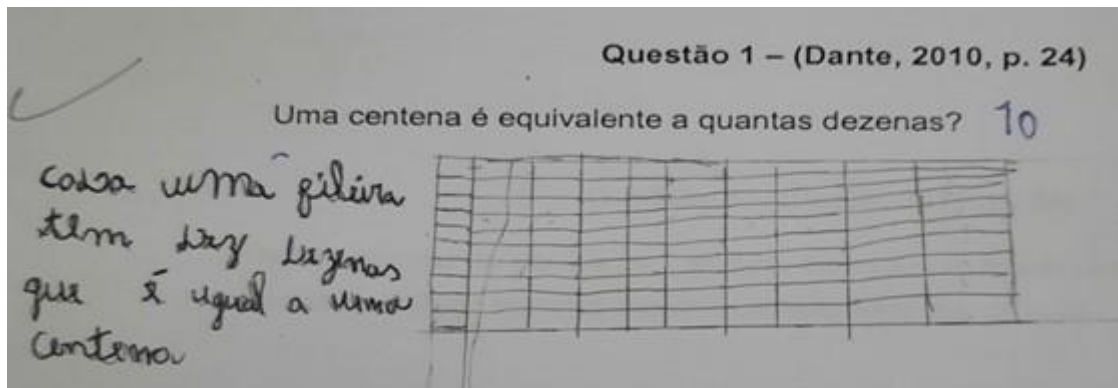 Questão 1 – (Dante, 2010, p. 24)
Uma centena é equivalente a quantas dezenas? 10
cada uma fileira
tem dez dezenas
que é ugual a uma
centena